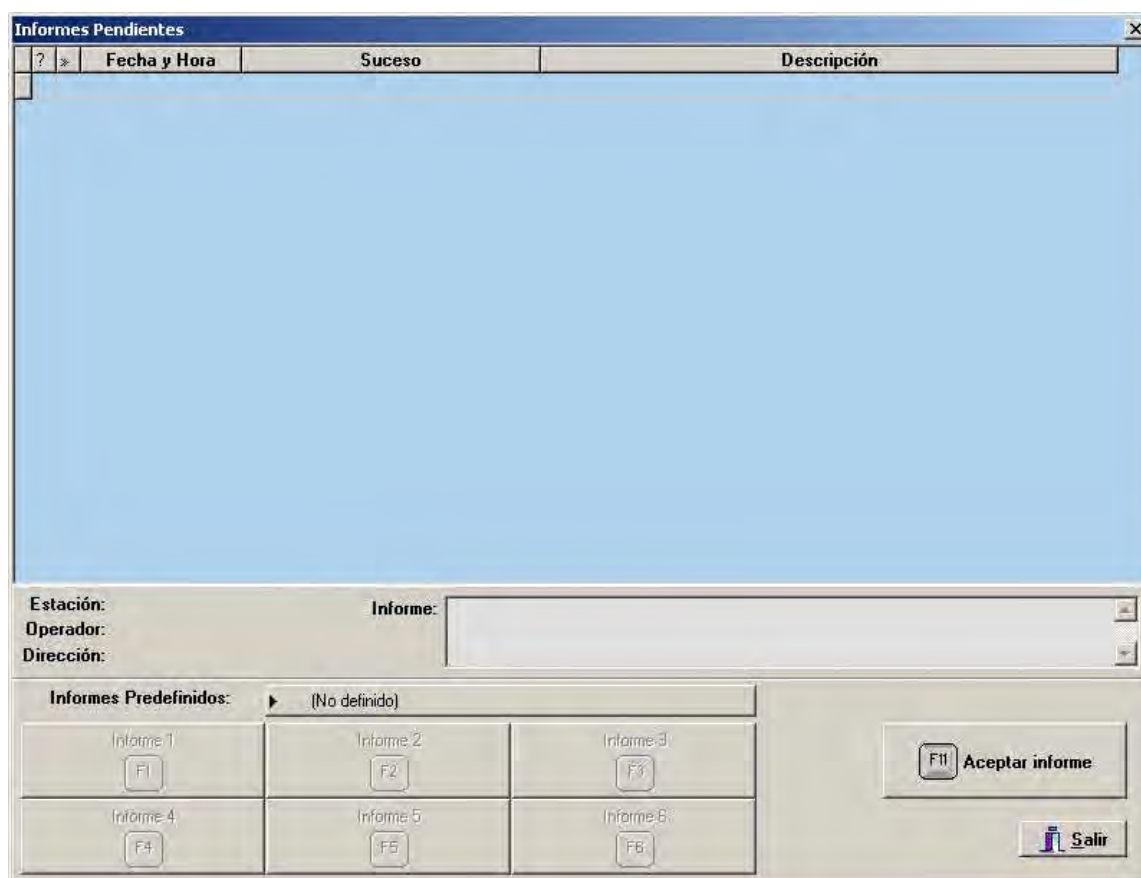 Informes Pendientes
? » Fecha y Hora Suceso Descripción
Estación: Informe:
Operador:
Dirección:
Informes Predefinidos: (No definido)
Informe 1 Informe 2 Informe 3
F1 F2 F3
F11 Aceptar informe
Informe 4 Informe 5 Informe 6
F4 F5 F6
Salir